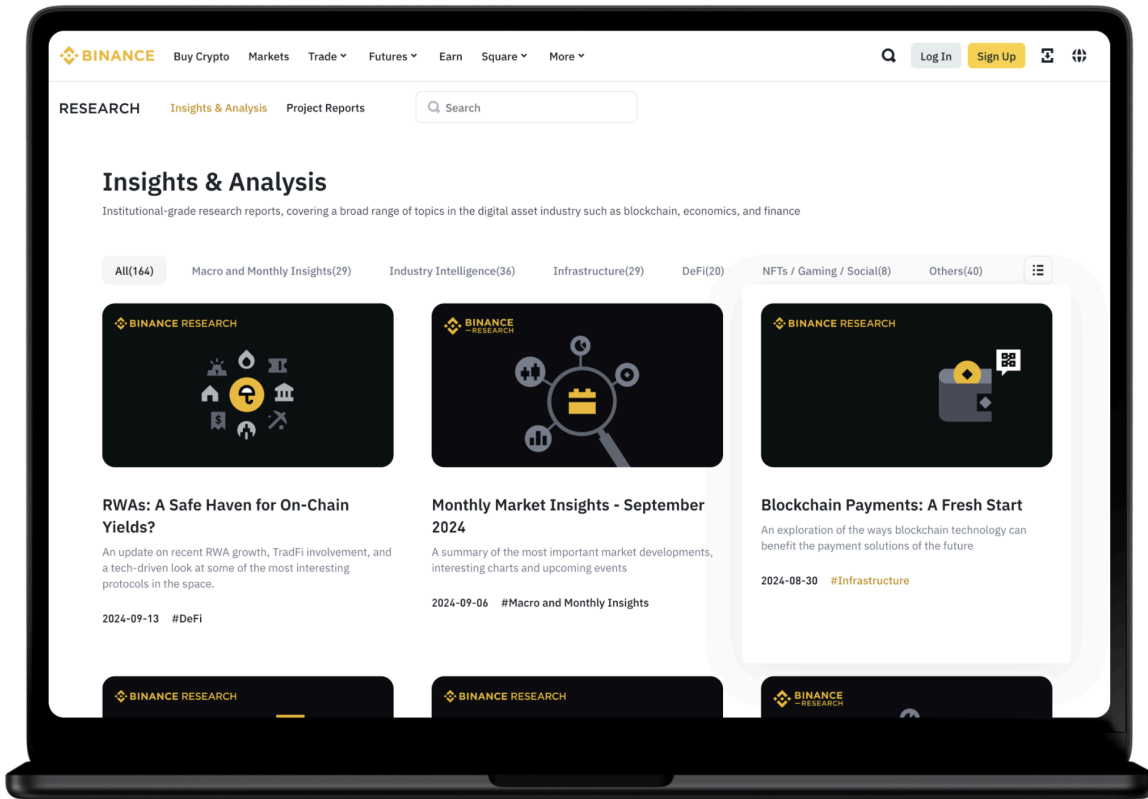 BINANCE Buy Crypto Markets Trade Futures Earn Square More Log In Sign Up
RESEARCH Insights & Analysis Project Reports Search
Insights & Analysis
Institutional-grade research reports, covering a broad range of topics in the digital asset industry such as blockchain, economics, and finance
All(164) Macro and Monthly Insights(29) Industry Intelligence(36) Infrastructure(29) DeFi(20) NFTs / Gaming / Social(8) Others(40)
BINANCE RESEARCH
$
RWAs: A Safe Haven for On-Chain
Yields?
An update on recent RWA growth, TradFi involvement, and
a tech-driven look at some of the most interesting
protocols in the space.
2024-09-13 #DeFi
BINANCE
RESEARCH
Monthly Market Insights - September
2024
A summary of the most important market developments,
interesting charts and upcoming events
2024-09-06 #Macro and Monthly Insights
BINANCE RESEARCH
Blockchain Payments: A Fresh Start
An exploration of the ways blockchain technology can
benefit the payment solutions of the future
2024-08-30 #Infrastructure
BINANCE RESEARCH
BINANCE RESEARCH
BINANCE
RESEARCH